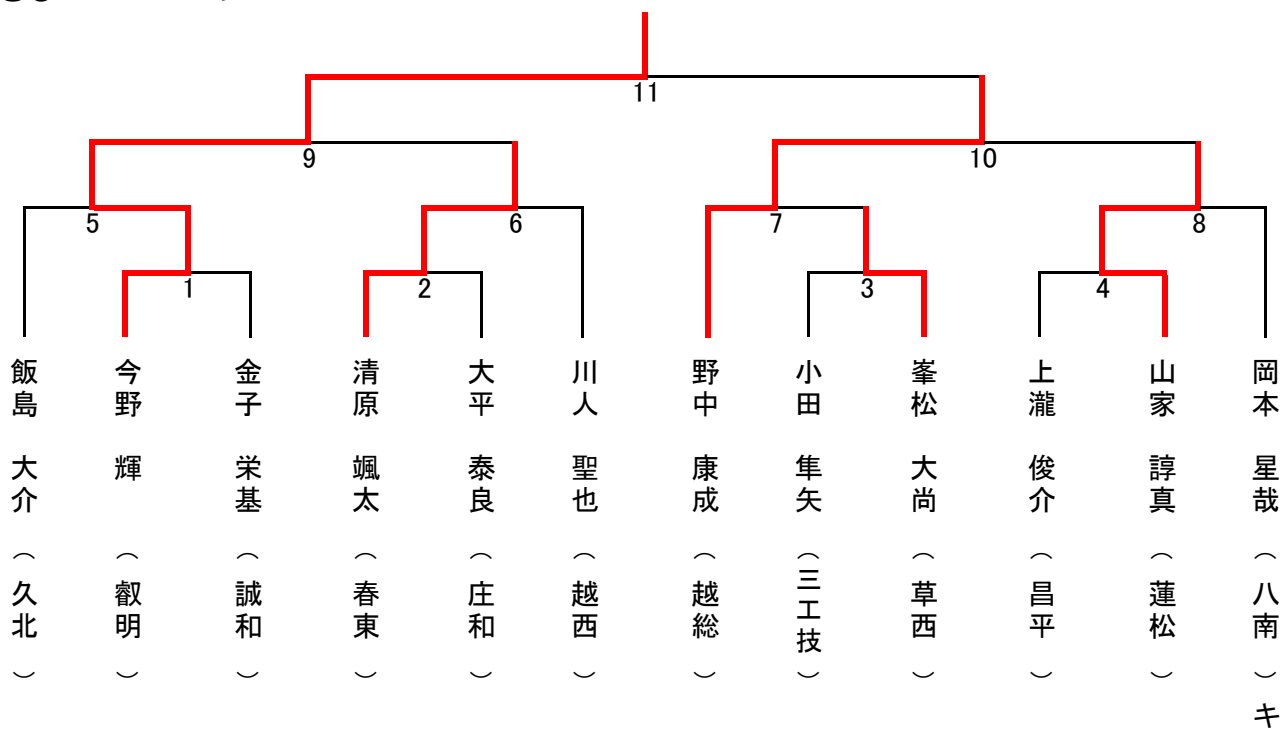 11
9
10
5
6
7
8
1
2
3
4
飯島 大介 (久北)
今野 輝 (叡明)
金子 栄基 (誠和)
清原 颯太 (春東)
大平 泰良 (庄和)
川人 聖也 (越西)
野中 康成 (越総)
小田 隼矢 (三工技)
峯松 大尚 (草西)
上瀧 俊介 (昌平)
山家 諄真 (蓮松)
岡本 星哉 (八南) キ